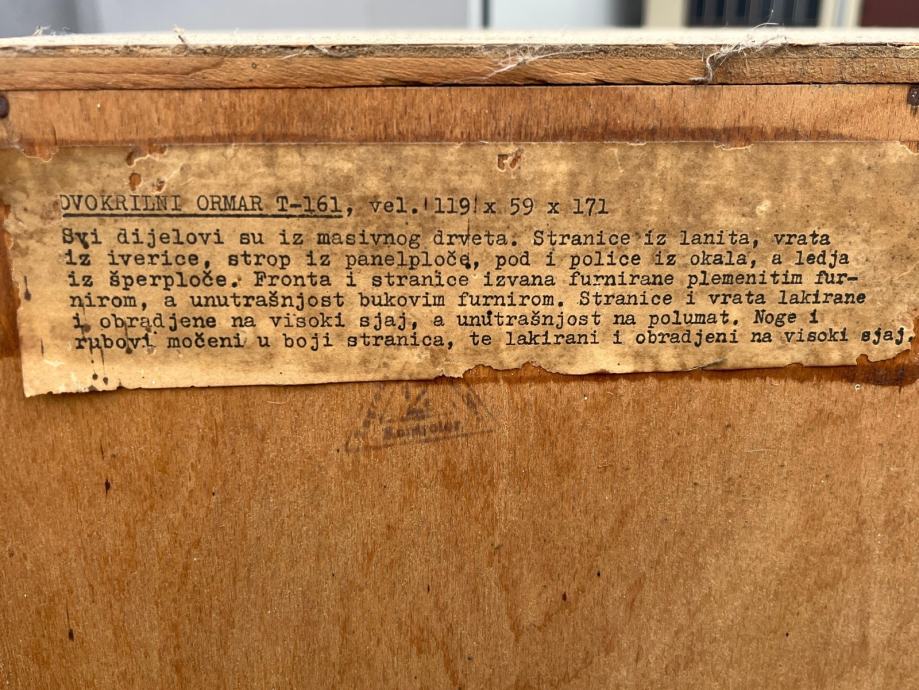 DVOKRILNI ORMAR T-161, vel. 119 x 59 x 171
Svi dijelovi su iz masivnog drveta. Stranice iz lanita, vrata
iz iverice, strop iz panelploče, pod i police iz okala, a ledja
iz šperploče. Fronta i stranice izvana furnirane plemenitim fur-
nirom, a unutrašnjost bukovim furnirom. Stranice i vrata lakirane
i obradjene na visoki sjaj, a unutrašnjost na polumat. Noge i
rubovi močeni u boji stranica, te lakirani i obradjeni na visoki sjaj.
Kontrolor